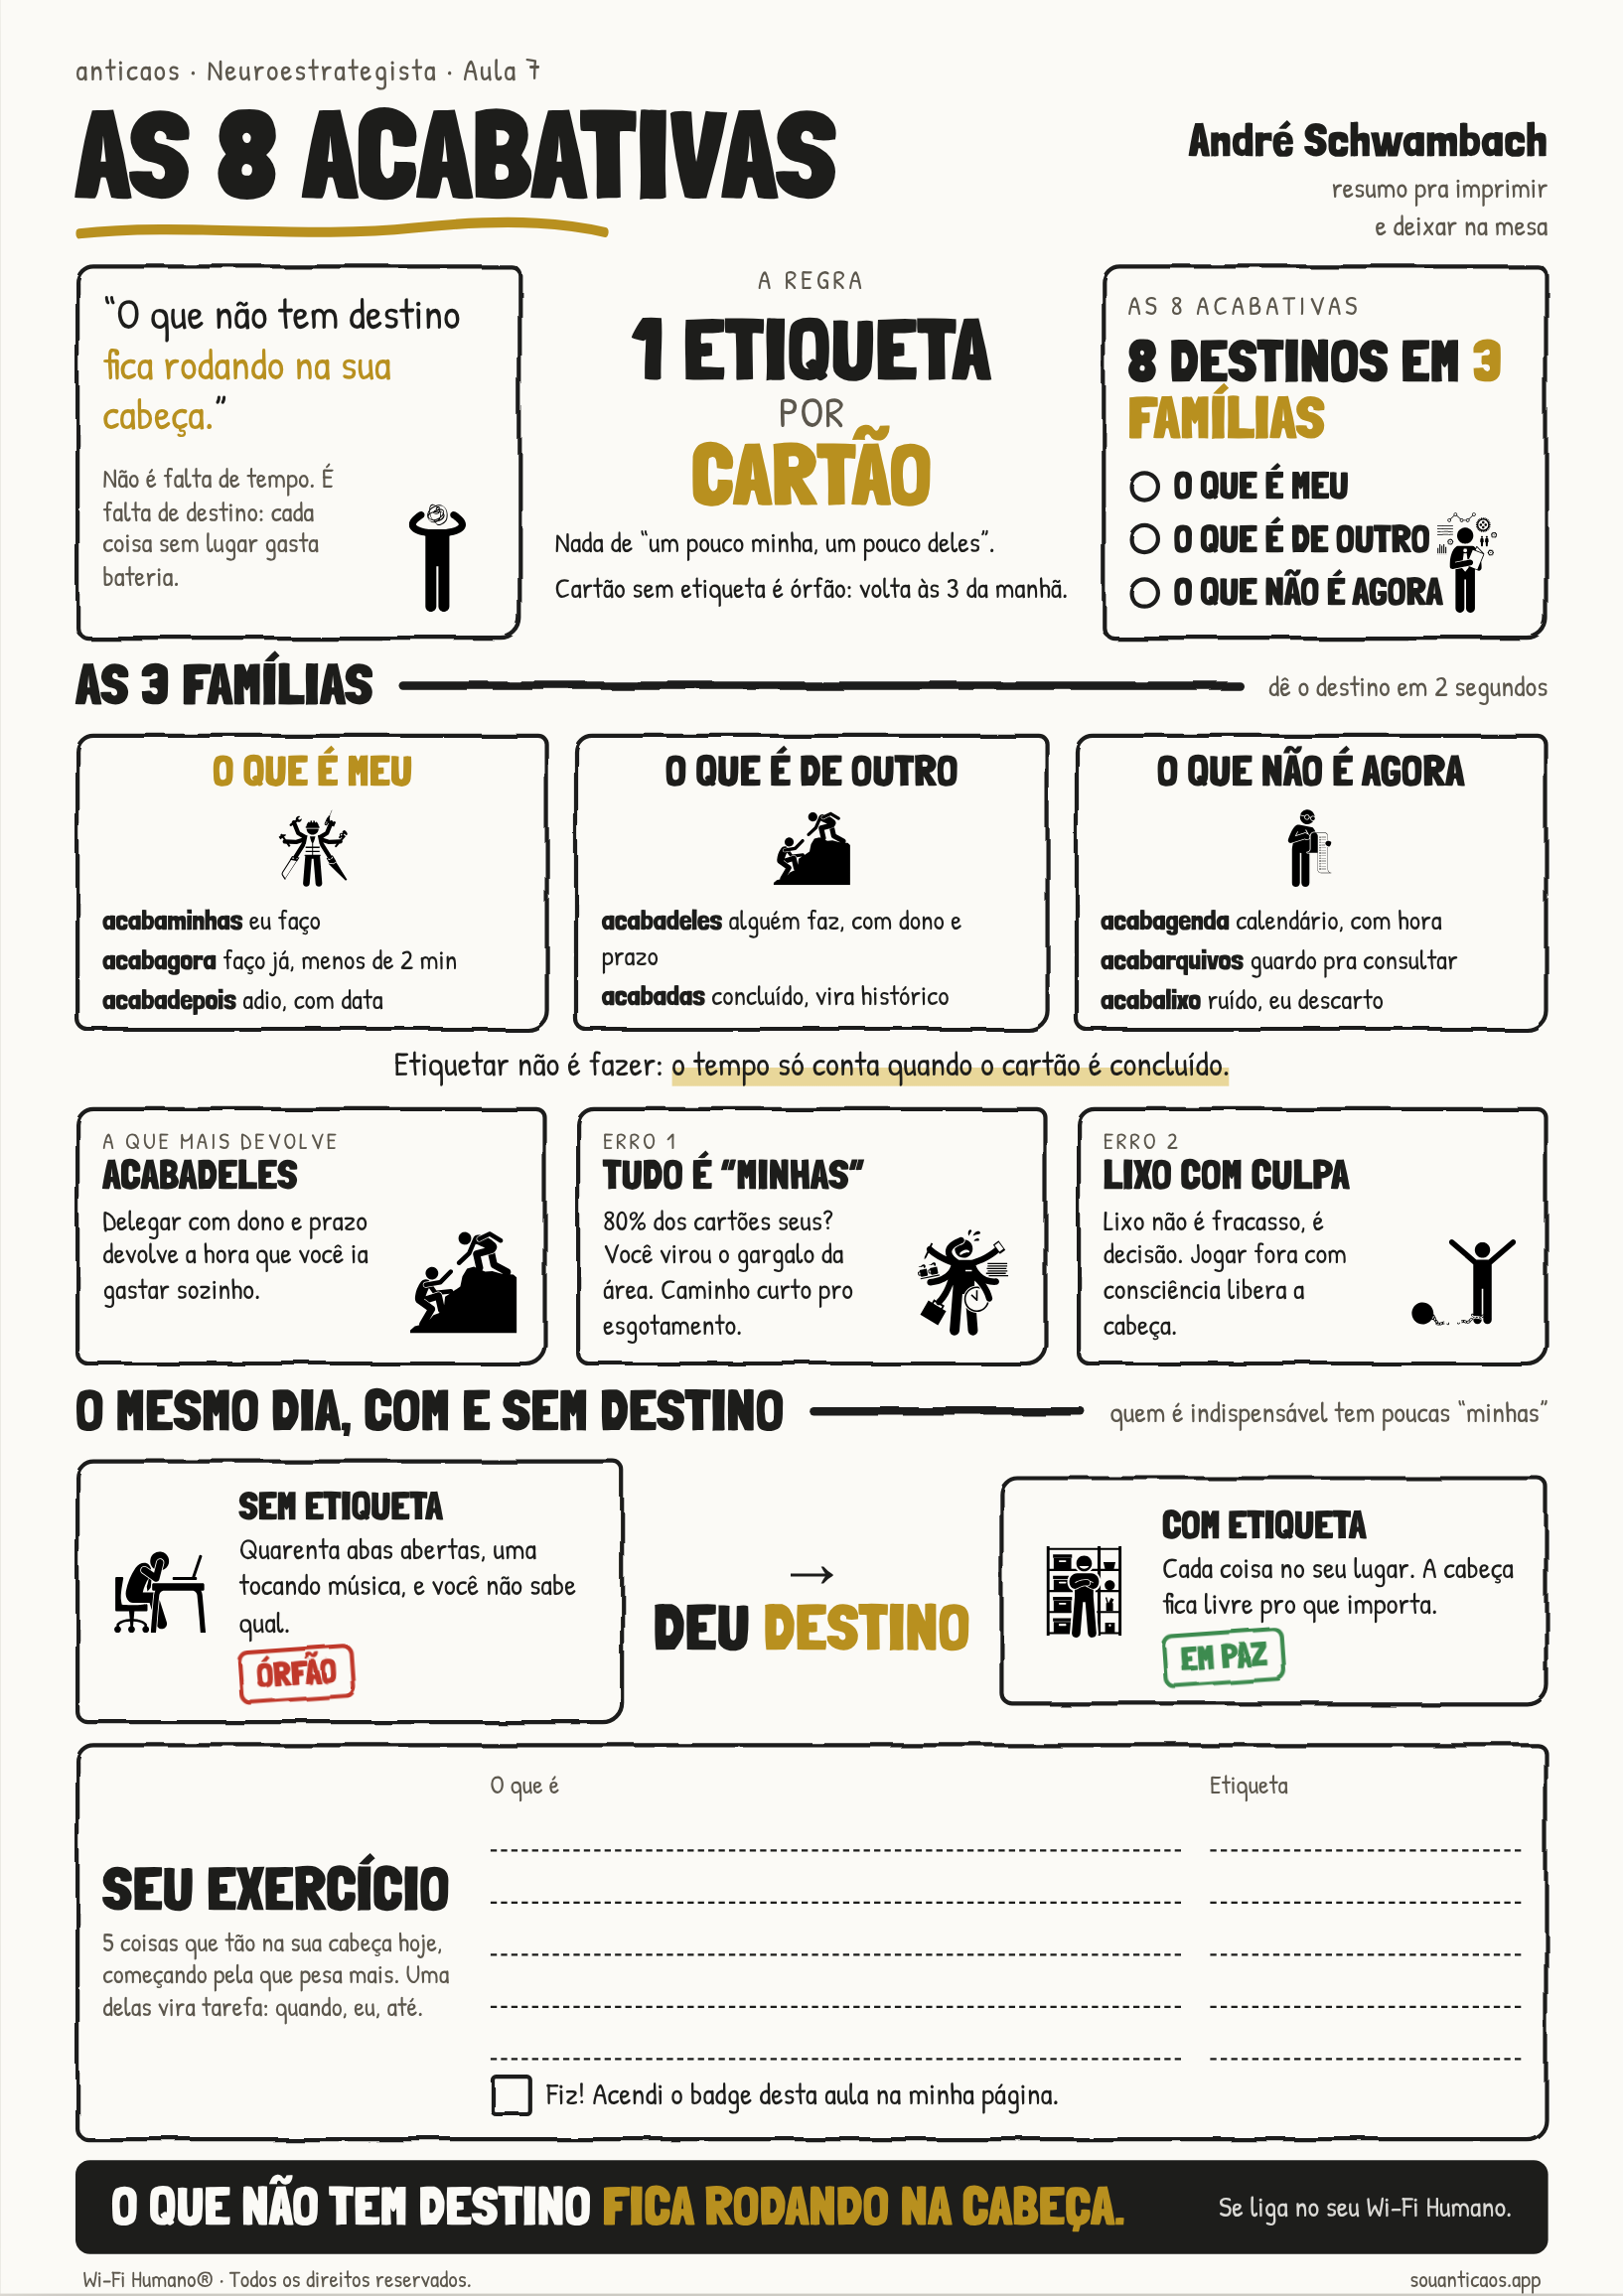 anticaos · Neuroestrategista · Aula 7
AS 8 ACABATIVAS
André Schwambach
resumo pra imprimir
e deixar na mesa
“O que não tem destino
fica rodando na sua
cabeça.”
Não é falta de tempo. É
falta de destino: cada
coisa sem lugar gasta
bateria.
A REGRA
1 ETIQUETA
POR
CARTÃO
Nada de “um pouco minha, um pouco deles”.
Cartão sem etiqueta é órfão: volta às 3 da manhã.
AS 8 ACABATIVAS
8 DESTINOS EM 3
FAMÍLIAS
O QUE É MEU
O QUE É DE OUTRO
O QUE NÃO É AGORA
AS 3 FAMÍLIAS
dê o destino em 2 segundos
O QUE É MEU
acabaminhas eu faço
acabagora faço já, menos de 2 min
acabadepois adio, com data
O QUE É DE OUTRO
acabadeles alguém faz, com dono e
prazo
acabadas concluído, vira histórico
O QUE NÃO É AGORA
acabagenda calendário, com hora
acabarquivos guardo pra consultar
acabalixo ruído, eu descarto
Etiquetar não é fazer: o tempo só conta quando o cartão é concluído.
A QUE MAIS DEVOLVE
ACABADELES
Delegar com dono e prazo
devolve a hora que você ia
gastar sozinho.
ERRO 1
TUDO É “MINHAS”
80% dos cartões seus?
Você virou o gargalo da
área. Caminho curto pro
esgotamento.
ERRO 2
LIXO COM CULPA
Lixo não é fracasso, é
decisão. Jogar fora com
consciência libera a
cabeça.
O MESMO DIA, COM E SEM DESTINO
quem é indispensável tem poucas “minhas”
SEM ETIQUETA
Quarenta abas abertas, uma
tocando música, e você não sabe
qual.
ÓRFÃO
→
DEU DESTINO
COM ETIQUETA
Cada coisa no seu lugar. A cabeça
fica livre pro que importa.
EM PAZ
SEU EXERCÍCIO
5 coisas que tão na sua cabeça hoje,
começando pela que pesa mais. Uma
delas vira tarefa: quando, eu, até.
O que é
Etiqueta
Fiz! Acendi o badge desta aula na minha página.
O QUE NÃO TEM DESTINO FICA RODANDO NA CABEÇA.
Se liga no seu Wi-Fi Humano.
Wi-Fi Humano® · Todos os direitos reservados.
souanticaos.app